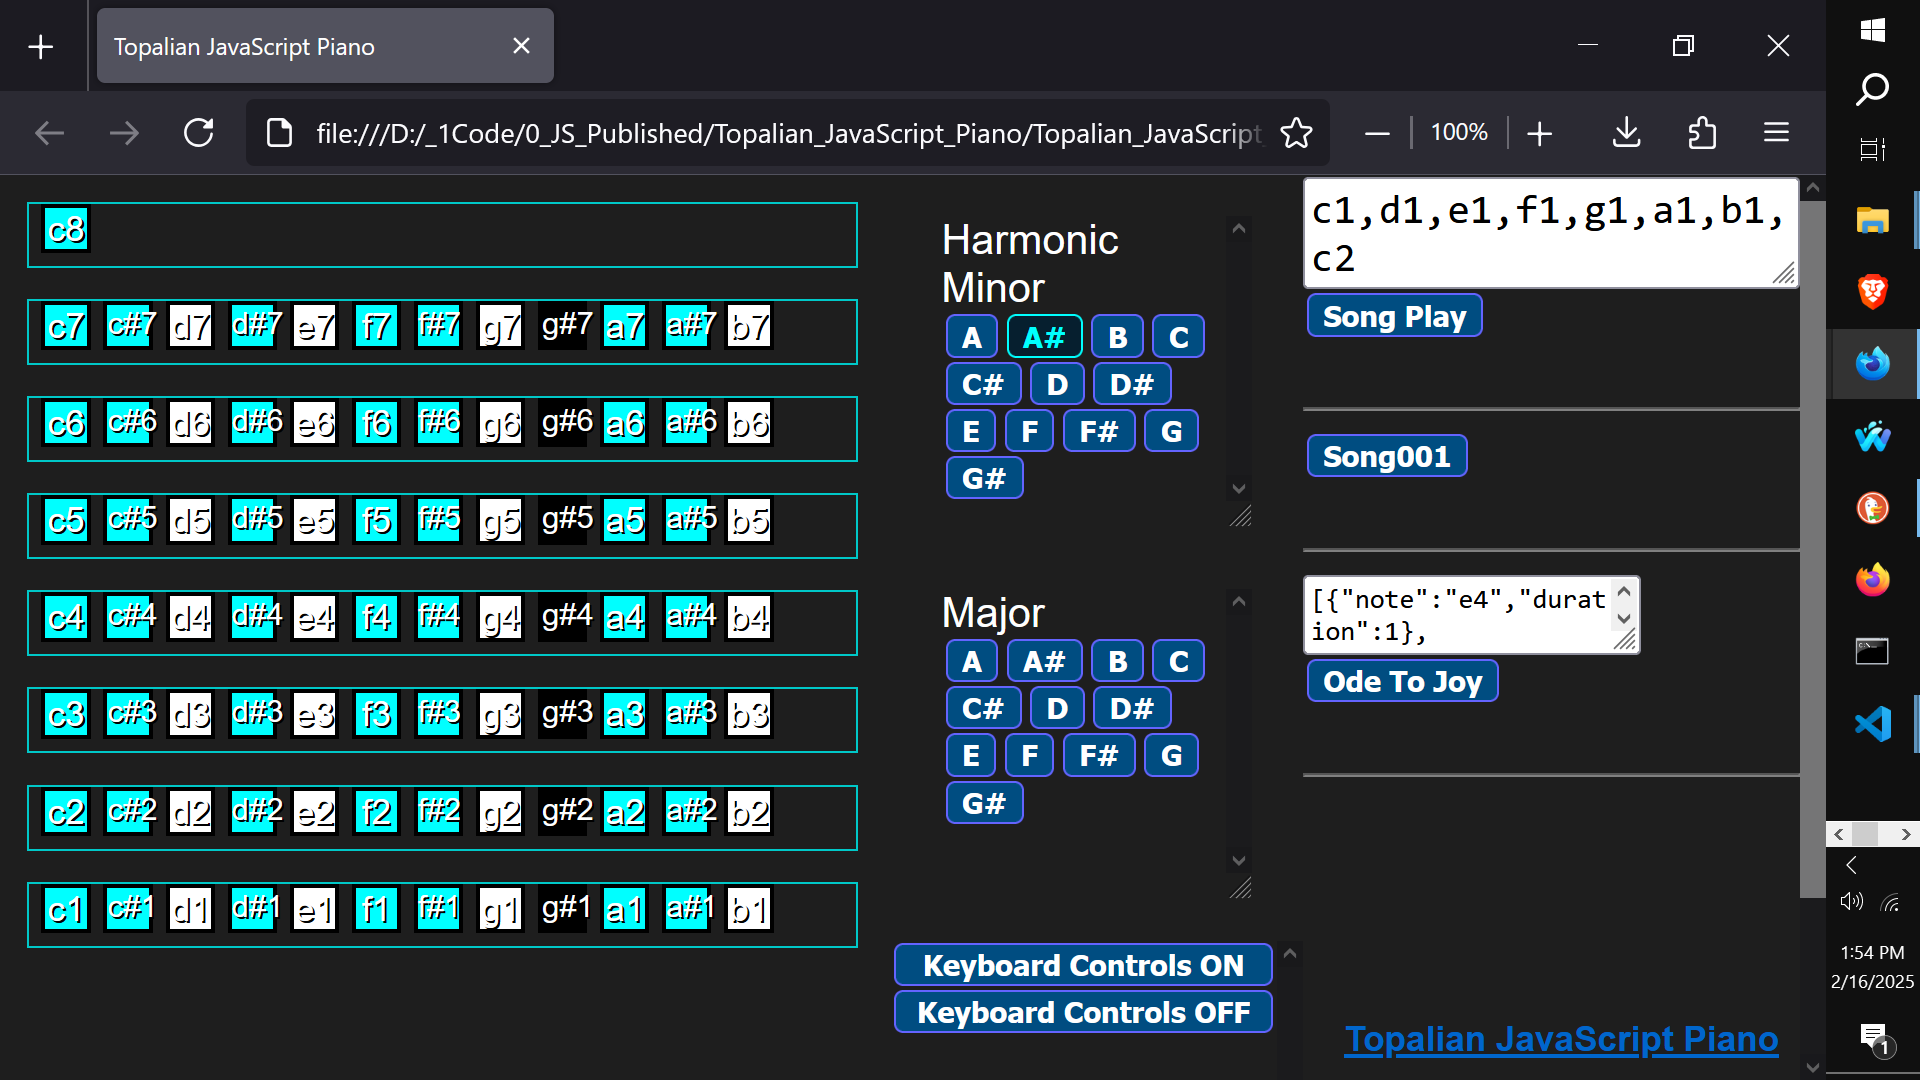 Topalian JavaScript Piano
file:///D:/_1Code/0_JS_Published/Topalian_JavaScript_Piano/Topalian_JavaScript_
100%
c8
c7 c#7 d7 d#7 e7 f7 f#7 g7 g#7 a7 a#7 b7
c6 c#6 d6 d#6 e6 f6 f#6 g6 g#6 a6 a#6 b6
c5 c#5 d5 d#5 e5 f5 f#5 g5 g#5 a5 a#5 b5
c4 c#4 d4 d#4 e4 f4 f#4 g4 g#4 a4 a#4 b4
c3 c#3 d3 d#3 e3 f3 f#3 g3 g#3 a3 a#3 b3
c2 c#2 d2 d#2 e2 f2 f#2 g2 g#2 a2 a#2 b2
c1 c#1 d1 d#1 e1 f1 f#1 g1 g#1 a1 a#1 b1
Harmonic
Minor
A A# B C
C# D D#
E F F# G
G#
Major
A A# B C
C# D D#
E F F# G
G#
Keyboard Controls ON
Keyboard Controls OFF
c1,d1,e1,f1,g1,a1,b1,
c2
Song Play
Song001
[{"note":"e4","durat
ion":1},
Ode To Joy
Topalian JavaScript Piano
1:54 PM
2/16/2025
1